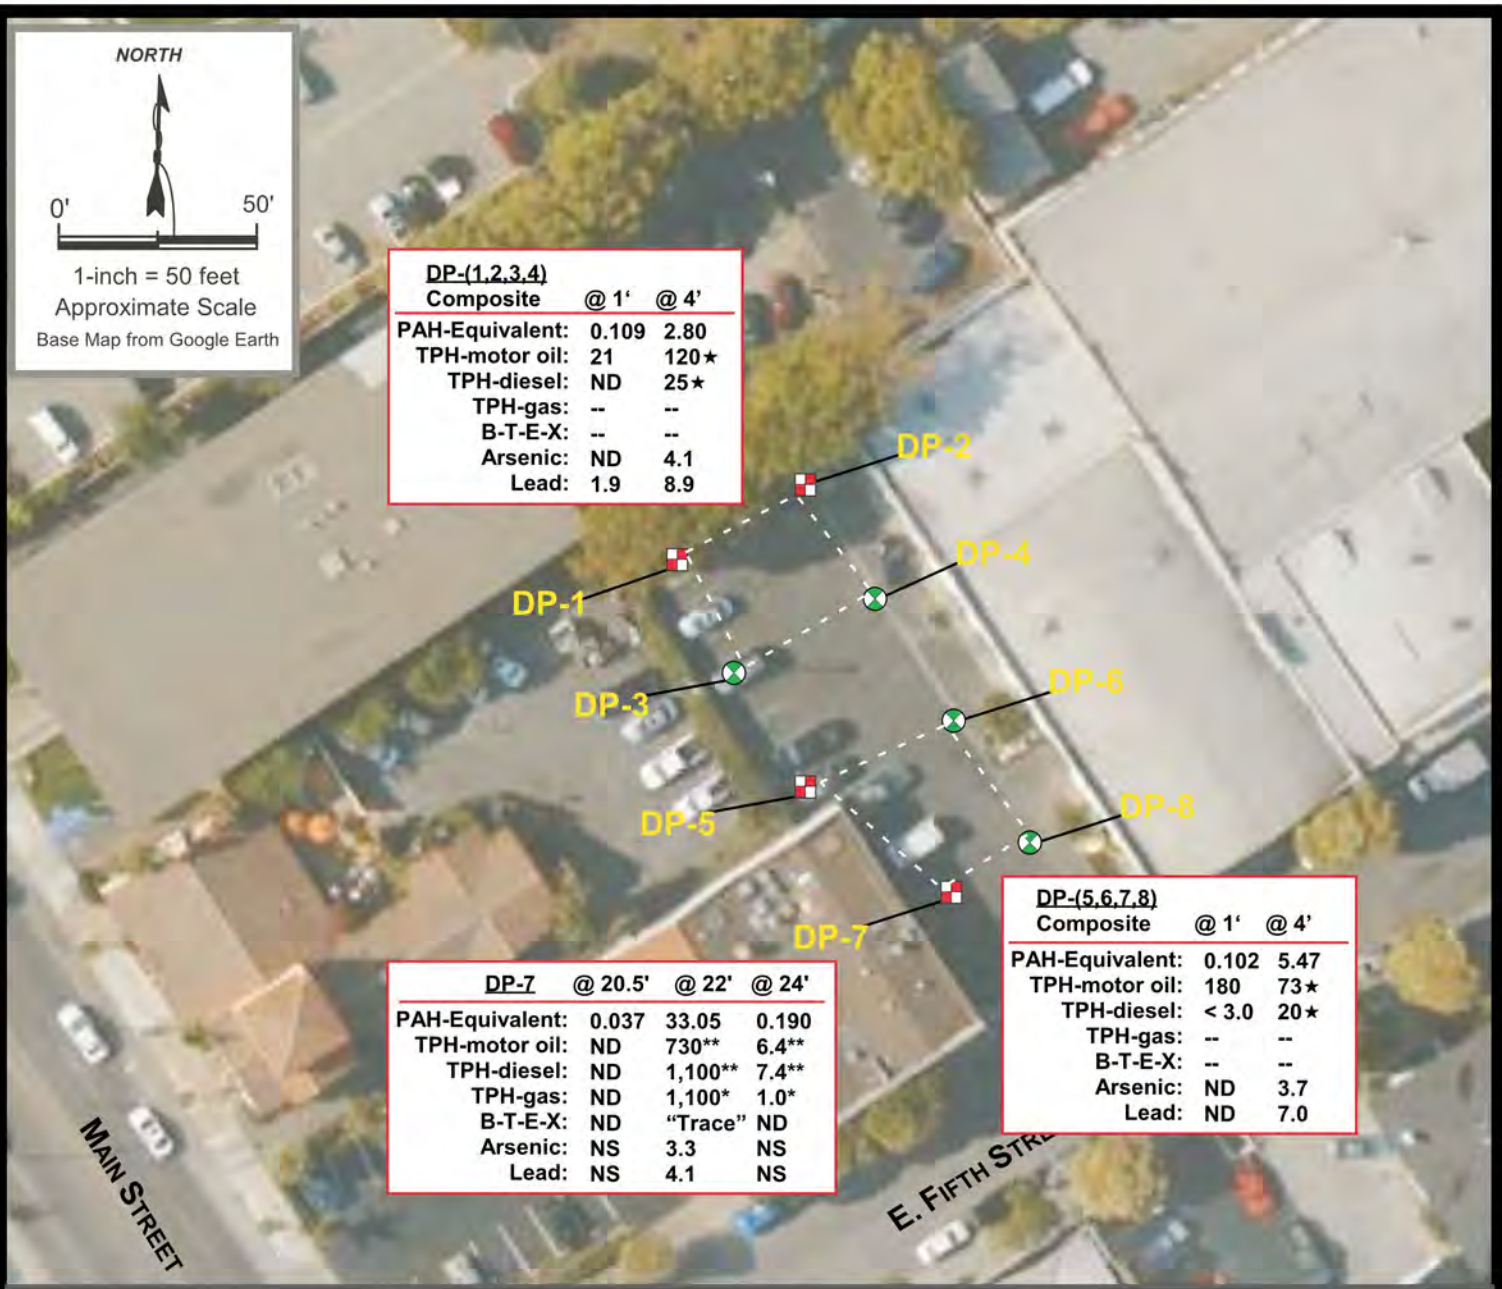 NORTH
0' 50'
1-inch = 50 feet
Approximate Scale
Base Map from Google Earth
DP-(1,2,3,4)
Composite @ 1‘ @ 4’
PAH-Equivalent: 0.109 2.80
TPH-motor oil: 21 120★
TPH-diesel: ND 25★
TPH-gas: -- --
B-T-E-X: -- --
Arsenic: ND 4.1
Lead: 1.9 8.9
DP-2
DP-4
DP-1
DP-3
DP-6
DP-5
DP-8
DP-7
DP-(5,6,7,8)
Composite @ 1‘ @ 4’
PAH-Equivalent: 0.102 5.47
TPH-motor oil: 180 73★
TPH-diesel: < 3.0 20★
TPH-gas: -- --
B-T-E-X: -- --
Arsenic: ND 3.7
Lead: ND 7.0
DP-7 @ 20.5' @ 22' @ 24'
PAH-Equivalent: 0.037 33.05 0.190
TPH-motor oil: ND 730** 6.4**
TPH-diesel: ND 1,100** 7.4**
TPH-gas: ND 1,100* 1.0*
B-T-E-X: ND “Trace” ND
Arsenic: NS 3.3 NS
Lead: NS 4.1 NS
MAIN STREET
E. FIFTH STRE